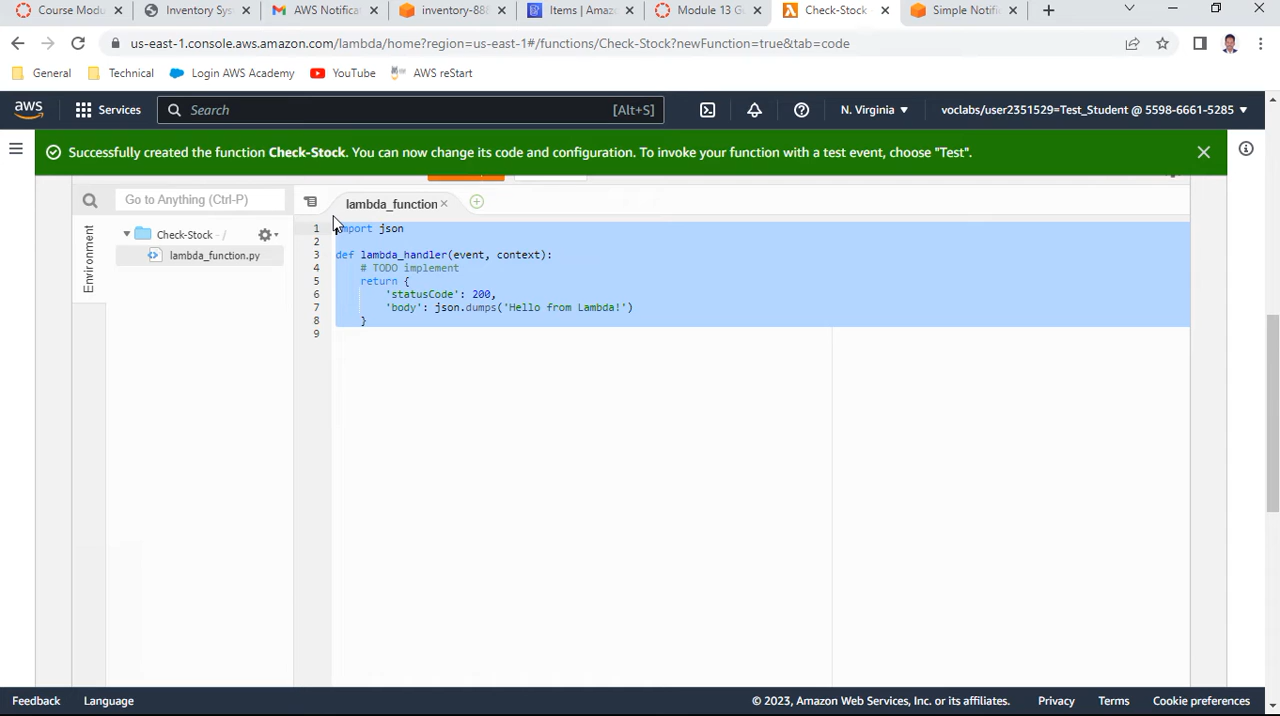 Course Modu
Inventory Sys
AWS Notifica
inventory-88
Items | Amaz
Module 13 G
Check-Stock
Simple Notif
us-east-1.console.aws.amazon.com/lambda/home?region=us-east-1#/functions/Check-Stock?newFunction=true&tab=code
General
Technical
Login AWS Academy
YouTube
AWS reStart
aws
Services
Search
[Alt+S]
N. Virginia
voclabs/user2351529=Test_Student @ 5598-6661-5285
Successfully created the function Check-Stock. You can now change its code and configuration. To invoke your function with a test event, choose "Test".
Go to Anything (Ctrl-P)
lambda_function
Environment
Check-Stock - /
lambda_function.py
1 import json
2
3 def lambda_handler(event, context):
4 # TODO implement
5 return {
6 'statusCode': 200,
7 'body': json.dumps('Hello from Lambda!')
8 }
9
Feedback
Language
© 2023, Amazon Web Services, Inc. or its affiliates.
Privacy
Terms
Cookie preferences